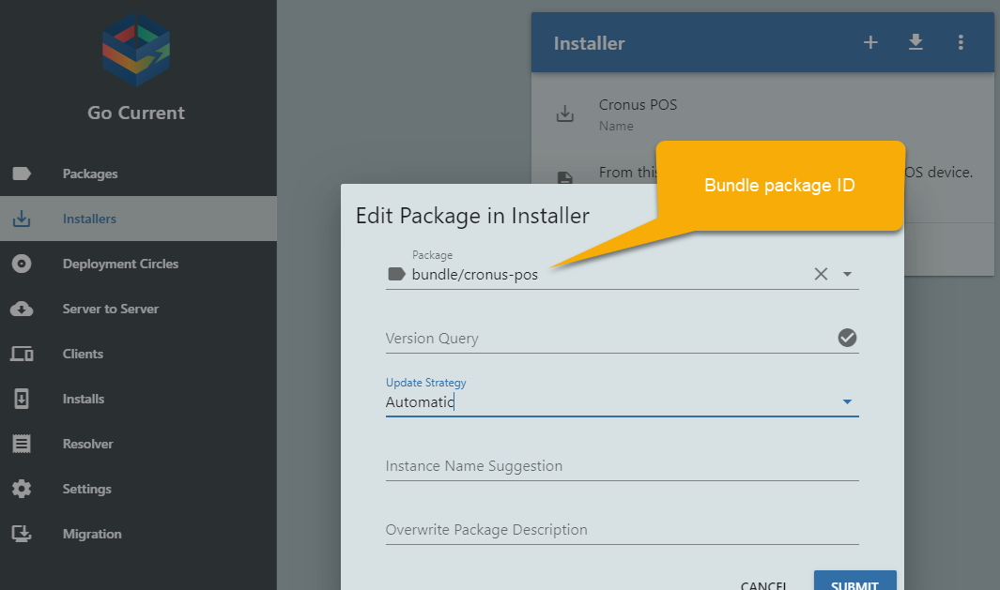 Go Current
Packages
Installers
Deployment Circles
Server to Server
Clients
Installs
Resolver
Settings
Migration
Installer
Cronus POS
Name
From this
OS device.
Bundle package ID
Edit Package in Installer
Package
bundle/cronus-pos
Version Query
Update Strategy
Automatic
Instance Name Suggestion
Overwrite Package Description
CANCEL
SUBMIT